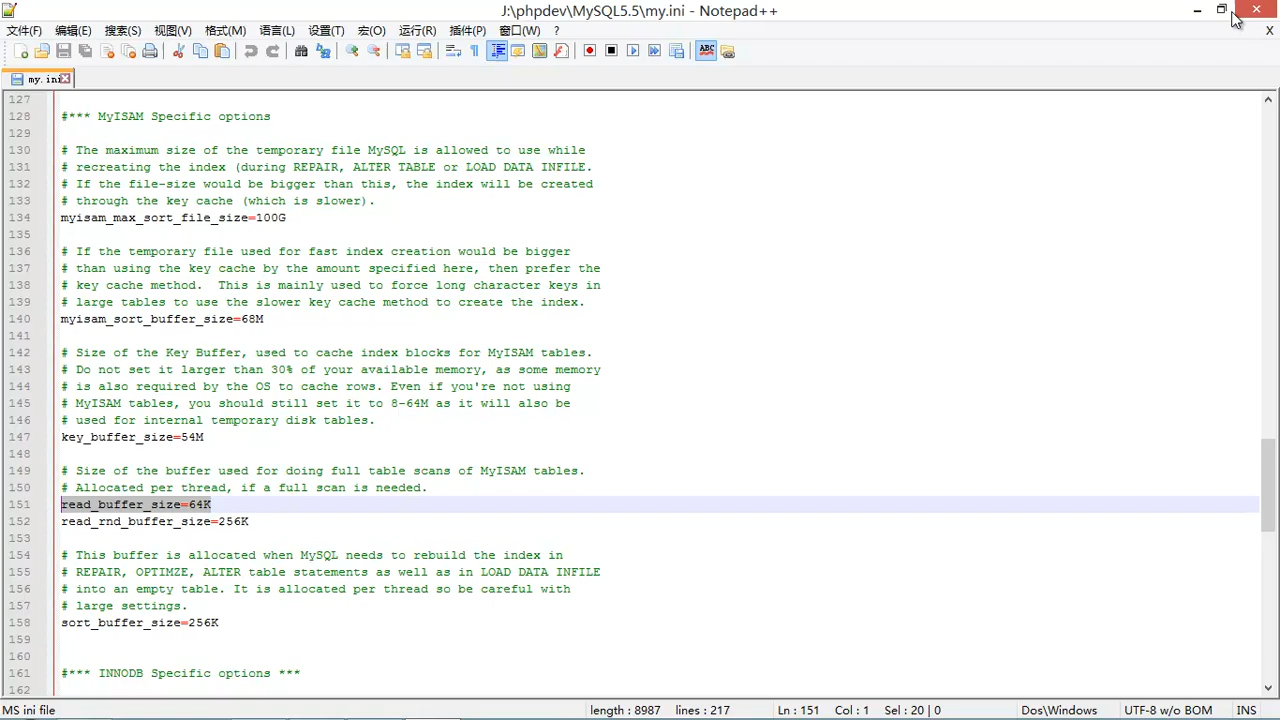 J:\phpdev\MySQL5.5\my.ini - Notepad++
文件(F) 编辑(E) 搜索(S) 视图(V) 格式(M) 语言(L) 设置(T) 宏(O) 运行(R) 插件(P) 窗口(W) ?
X
ABC
my.ini
127
128 #*** MyISAM Specific options
129
130 # The maximum size of the temporary file MySQL is allowed to use while
131 # recreating the index (during REPAIR, ALTER TABLE or LOAD DATA INFILE.
132 # If the file-size would be bigger than this, the index will be created
133 # through the key cache (which is slower).
134 myisam_max_sort_file_size=100G
135
136 # If the temporary file used for fast index creation would be bigger
137 # than using the key cache by the amount specified here, then prefer the
138 # key cache method.  This is mainly used to force long character keys in
139 # large tables to use the slower key cache method to create the index.
140 myisam_sort_buffer_size=68M
141
142 # Size of the Key Buffer, used to cache index blocks for MyISAM tables.
143 # Do not set it larger than 30% of your available memory, as some memory
144 # is also required by the OS to cache rows. Even if you're not using
145 # MyISAM tables, you should still set it to 8-64M as it will also be
146 # used for internal temporary disk tables.
147 key_buffer_size=54M
148
149 # Size of the buffer used for doing full table scans of MyISAM tables.
150 # Allocated per thread, if a full scan is needed.
151 read_buffer_size=64K
152 read_rnd_buffer_size=256K
153
154 # This buffer is allocated when MySQL needs to rebuild the index in
155 # REPAIR, OPTIMZE, ALTER table statements as well as in LOAD DATA INFILE
156 # into an empty table. It is allocated per thread so be careful with
157 # large settings.
158 sort_buffer_size=256K
159
160
161 #*** INNODB Specific options ***
162
MS ini file length : 8987 lines : 217 Ln : 151 Col : 1 Sel : 20 | 0 Dos\Windows UTF-8 w/o BOM INS